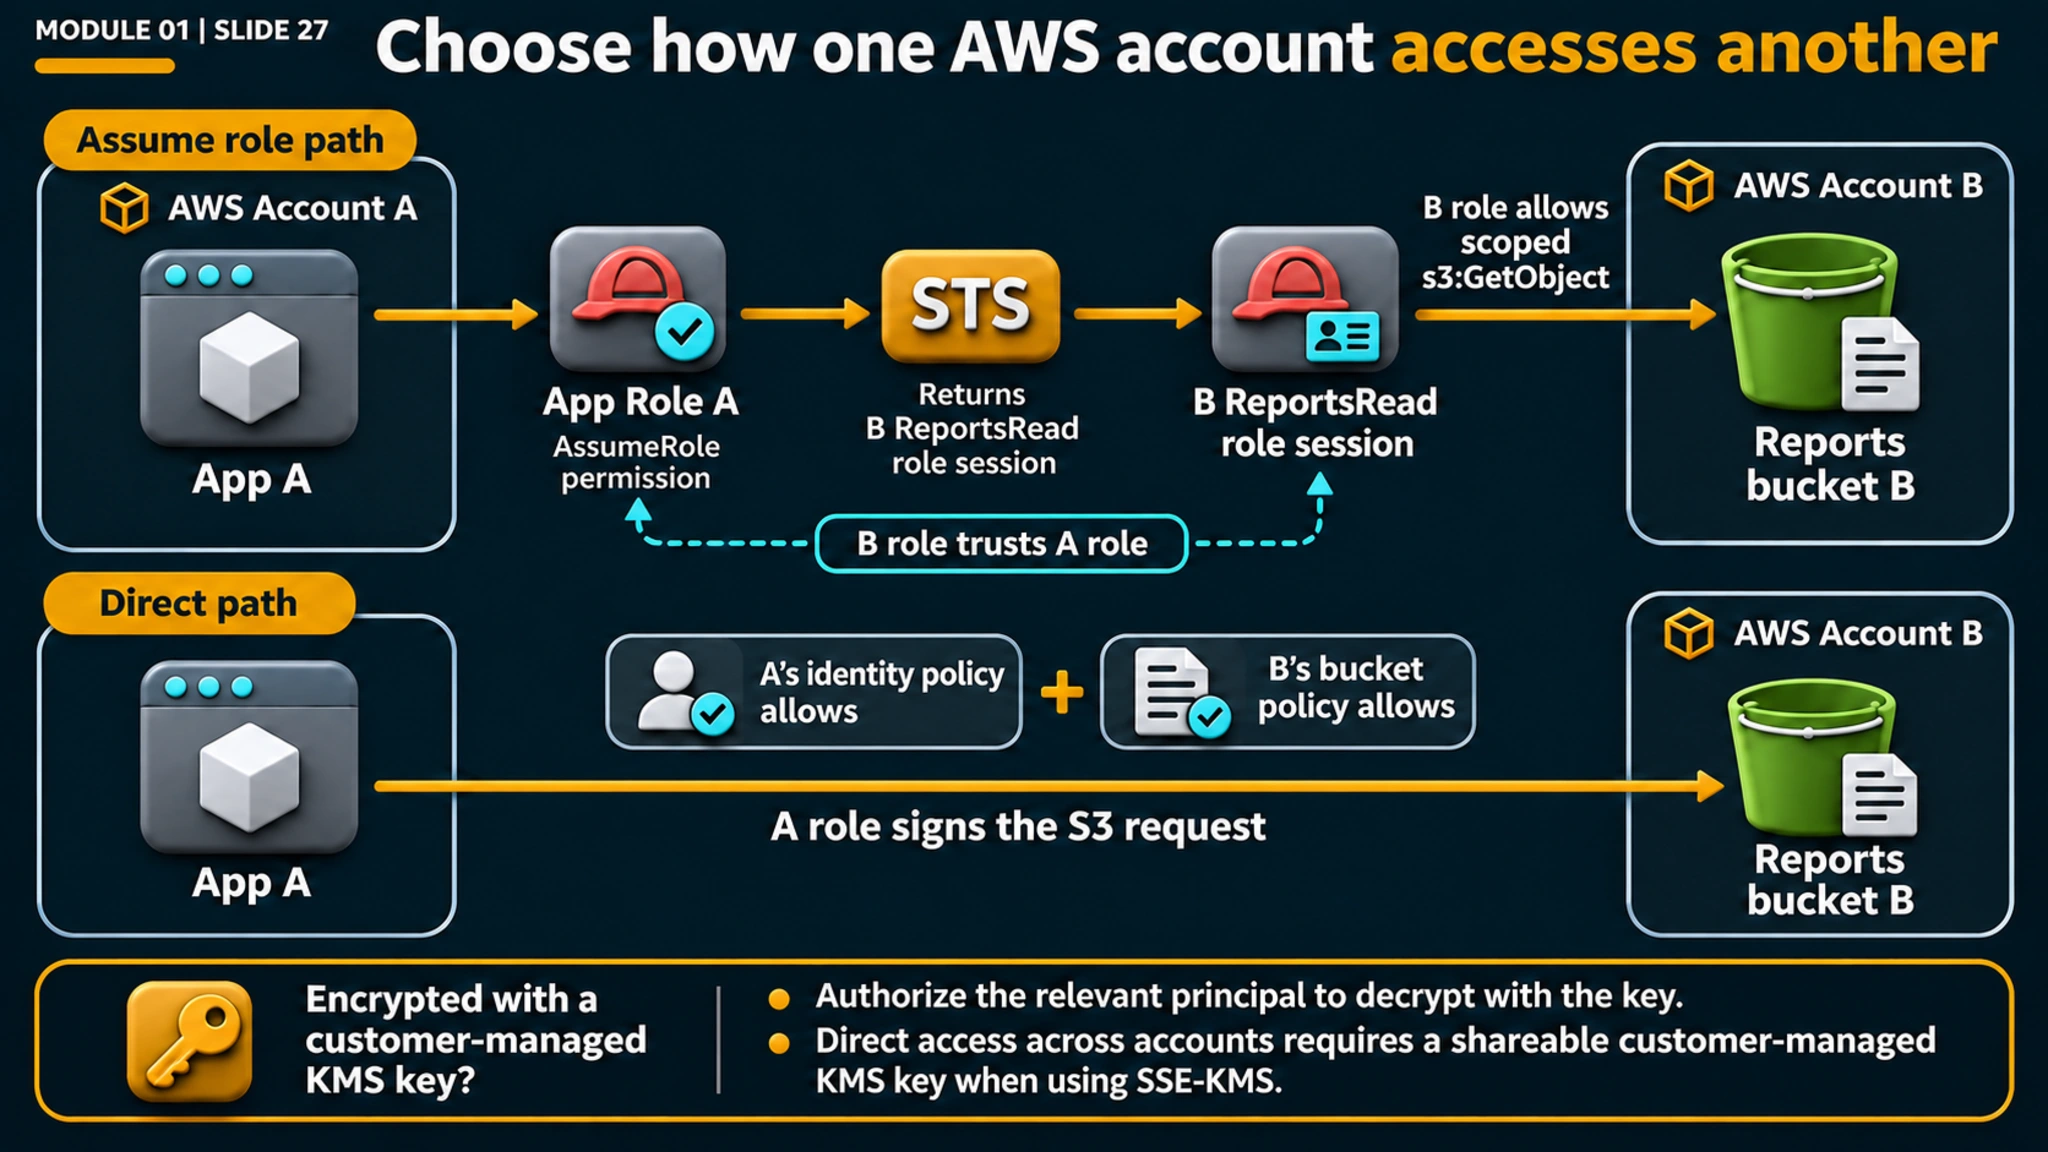 MODULE 01 | SLIDE 27
Choose how one AWS account accesses another
Assume role path
AWS Account A
App A
App Role A
AssumeRole
permission
STS
Returns
B ReportsRead
role session
B ReportsRead
role session
B role trusts A role
B role allows
scoped
s3:GetObject
AWS Account B
Reports
bucket B
Direct path
App A
A's identity policy
allows
+
B's bucket
policy allows
A role signs the S3 request
AWS Account B
Reports
bucket B
Encrypted with a
customer-managed
KMS key?
Authorize the relevant principal to decrypt with the key.
Direct access across accounts requires a shareable customer-managed
KMS key when using SSE-KMS.